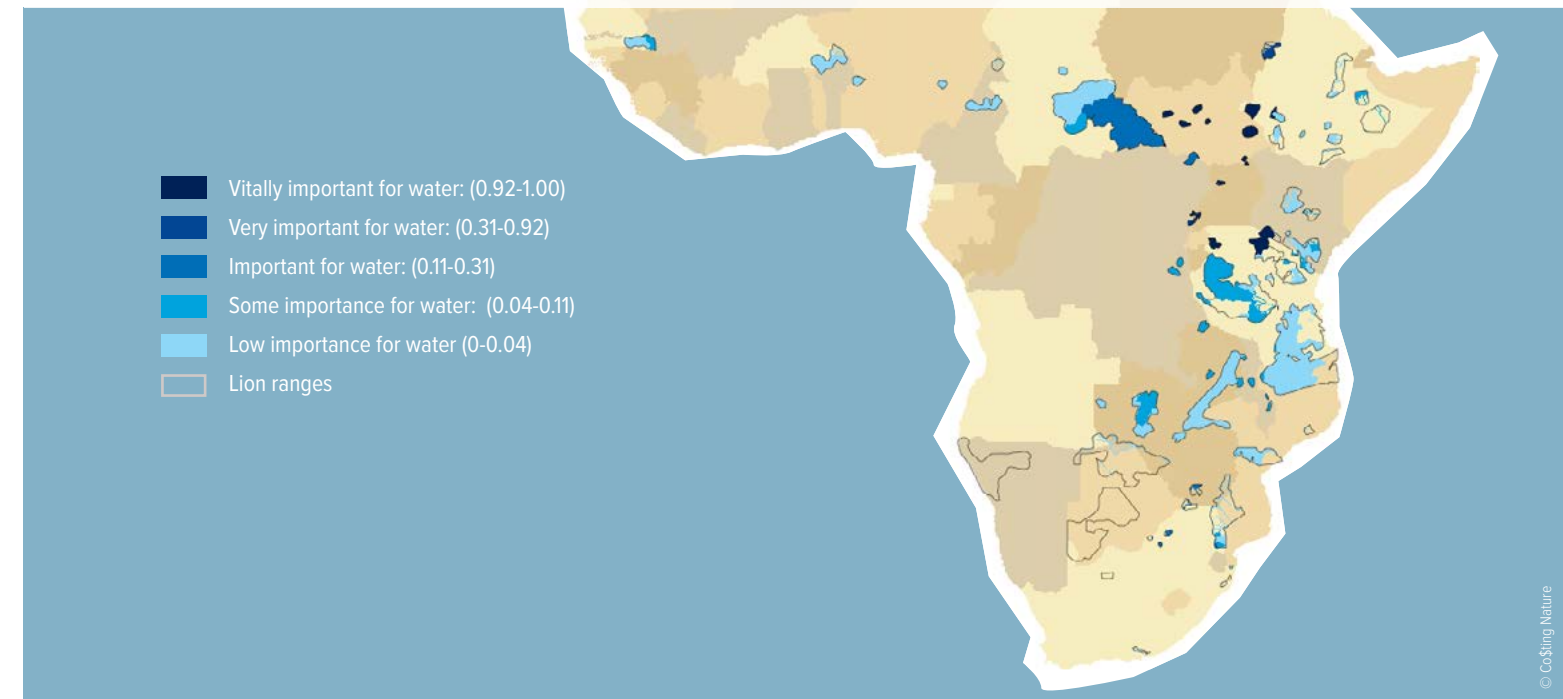 Vitally important for water: (0.92-1.00)
Very important for water: (0.31-0.92)
Important for water: (0.11-0.31)
Some importance for water:  (0.04-0.11)
Low importance for water (0-0.04)
Lion ranges
© Co$ting Nature